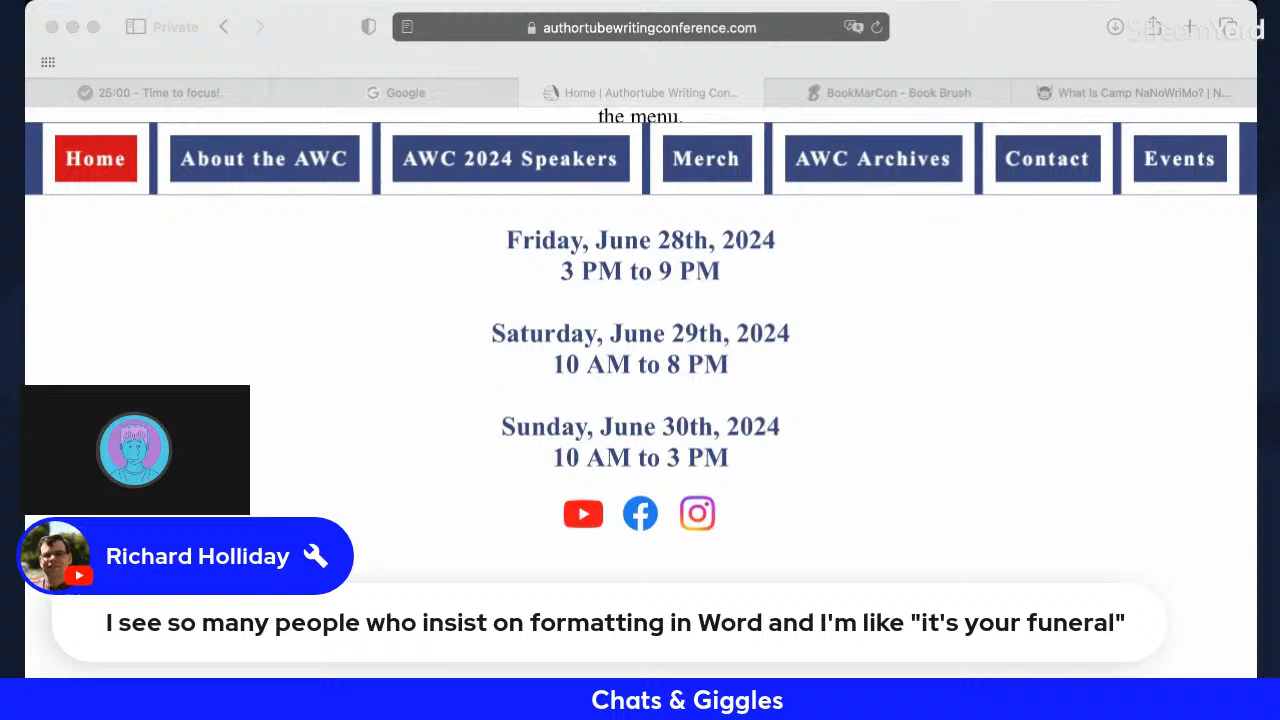 Private
authortubewritingconference.com
StreamYard
25:00 - Time to focus!
Google
Home | Authortube Writing Con...
BookMarCon - Book Brush
What Is Camp NaNoWriMo? | N...
the menu.
Home
About the AWC
AWC 2024 Speakers
Merch
AWC Archives
Contact
Events
Friday, June 28th, 2024
3 PM to 9 PM
Saturday, June 29th, 2024
10 AM to 8 PM
Sunday, June 30th, 2024
10 AM to 3 PM
Richard Holliday
I see so many people who insist on formatting in Word and I'm like "it's your funeral"
Chats & Giggles